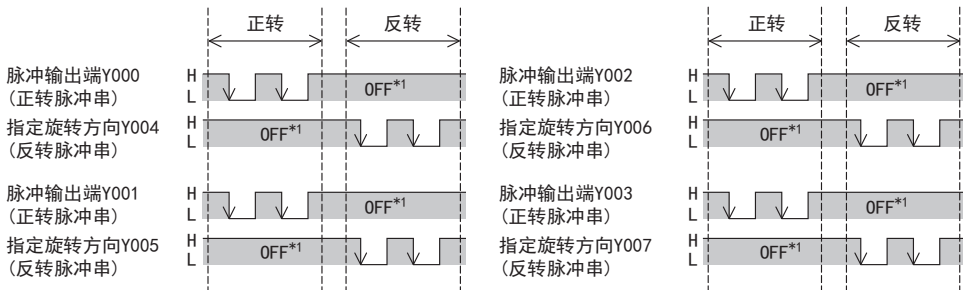 正转
反转
脉冲输出端Y000
（正转脉冲串）
H
L
OFF*1
指定旋转方向Y004
（反转脉冲串）
H
L
OFF*1
脉冲输出端Y001
（正转脉冲串）
H
L
OFF*1
指定旋转方向Y005
（反转脉冲串）
H
L
OFF*1
正转
反转
脉冲输出端Y002
（正转脉冲串）
H
L
OFF*1
指定旋转方向Y006
（反转脉冲串）
H
L
OFF*1
脉冲输出端Y003
（正转脉冲串）
H
L
OFF*1
指定旋转方向Y007
（反转脉冲串）
H
L
OFF*1